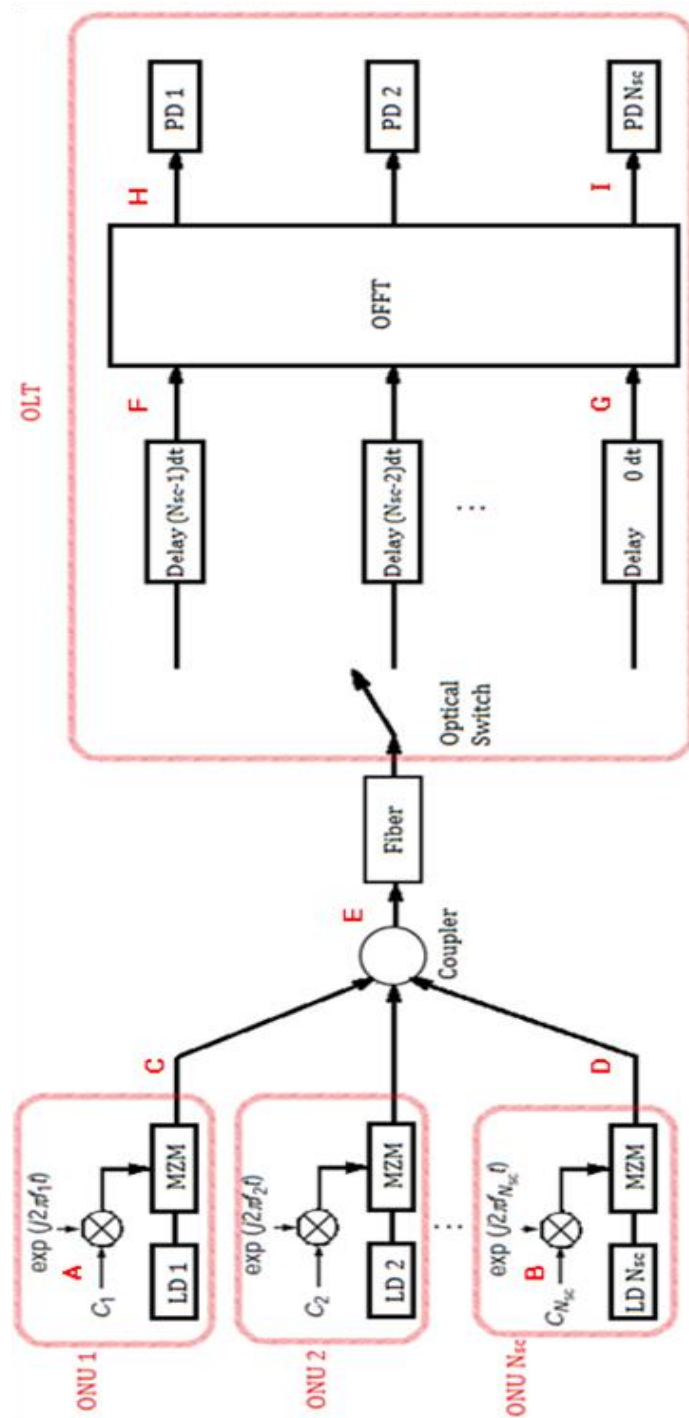 OLT
ONU 1
exp (j2πf₁t)
A
C₁
LD 1
MZM
C
ONU 2
exp (j2πf₂t)
C₂
LD 2
MZM
⋮
ONU Nsc
exp (j2πf_Nsc t)
B
C_Nsc
LD Nsc
MZM
D
E
Coupler
Fiber
Optical
Switch
Delay (Nsc-1)dt
F
Delay (Nsc-2)dt
⋮
Delay 0 dt
G
OFFT
H
PD 1
PD 2
I
PD Nsc